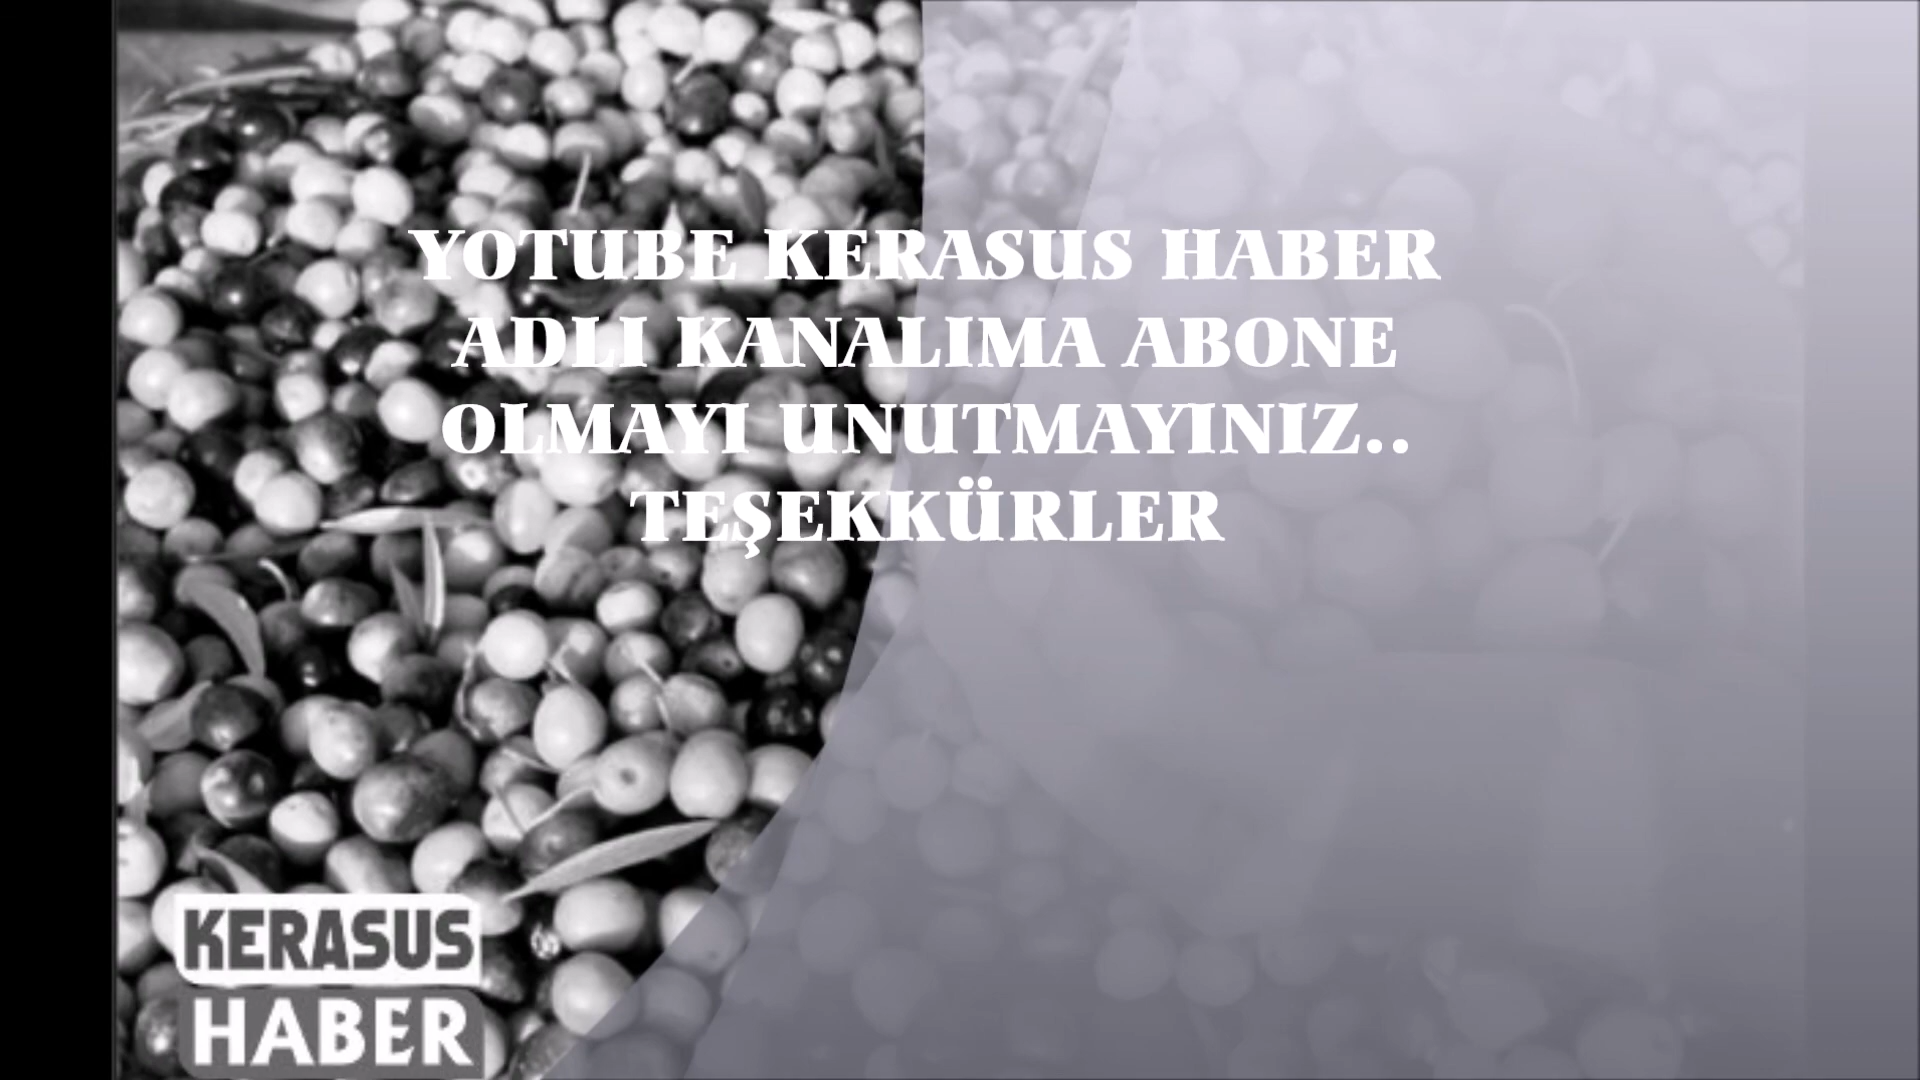 YOTUBE KERASUS HABER
ADLI KANALIMA ABONE
OLMAYI UNUTMAYINIZ..
TEŞEKKÜRLER
KERASUS
HABER